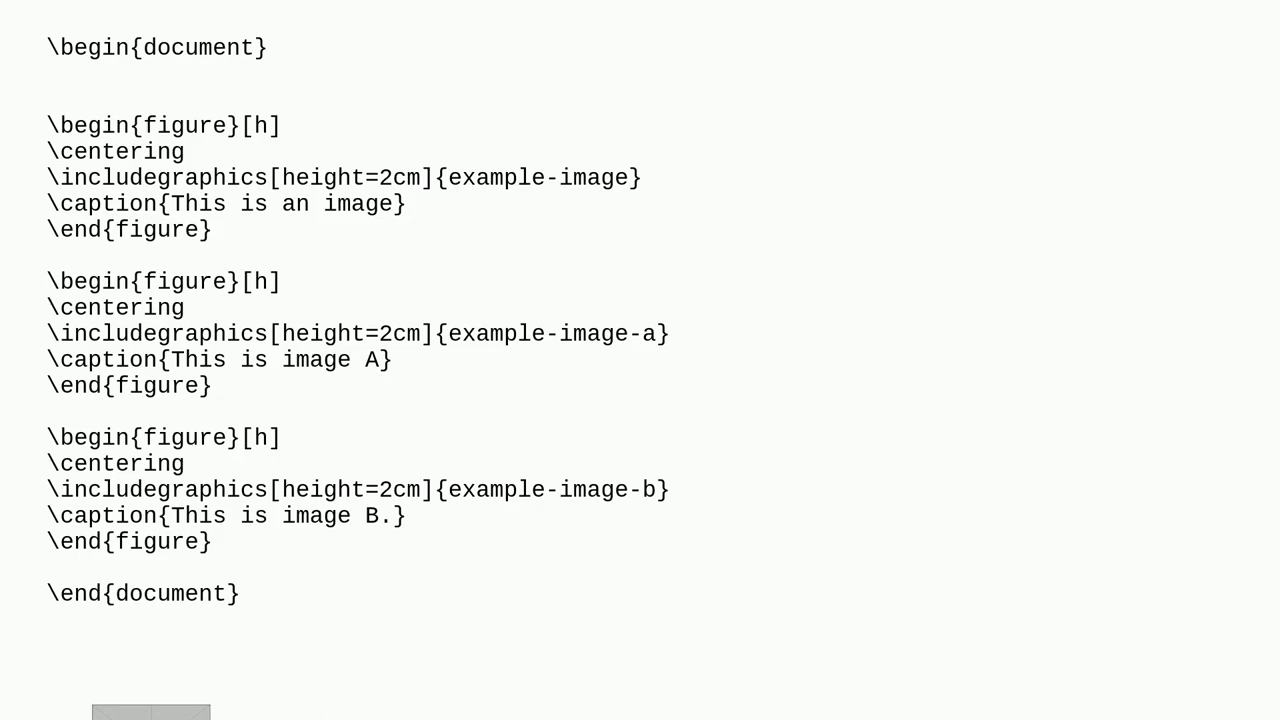 \begin{document}
\begin{figure}[h]
\centering
\includegraphics[height=2cm]{example-image}
\caption{This is an image}
\end{figure}
\begin{figure}[h]
\centering
\includegraphics[height=2cm]{example-image-a}
\caption{This is image A}
\end{figure}
\begin{figure}[h]
\centering
\includegraphics[height=2cm]{example-image-b}
\caption{This is image B.}
\end{figure}
\end{document}